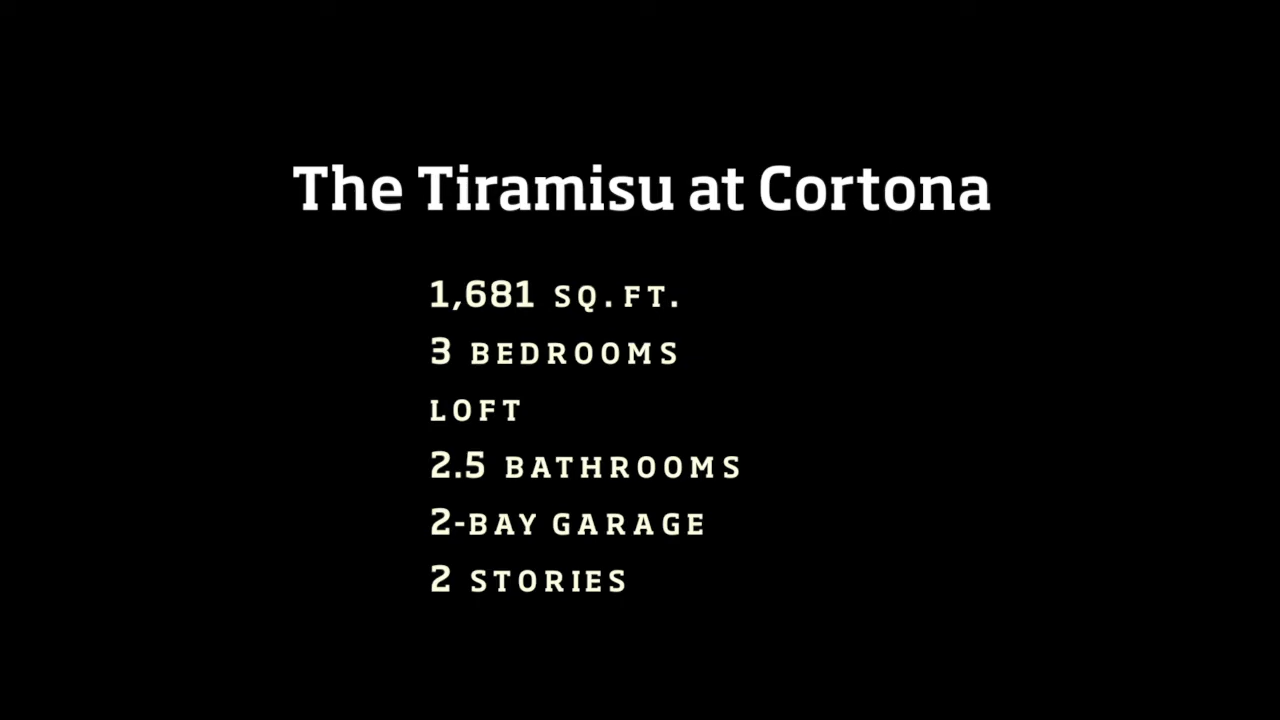 The Tiramisu at Cortona
1,681 SQ.FT.
3 BEDROOMS
LOFT
2.5 BATHROOMS
2-BAY GARAGE
2 STORIES